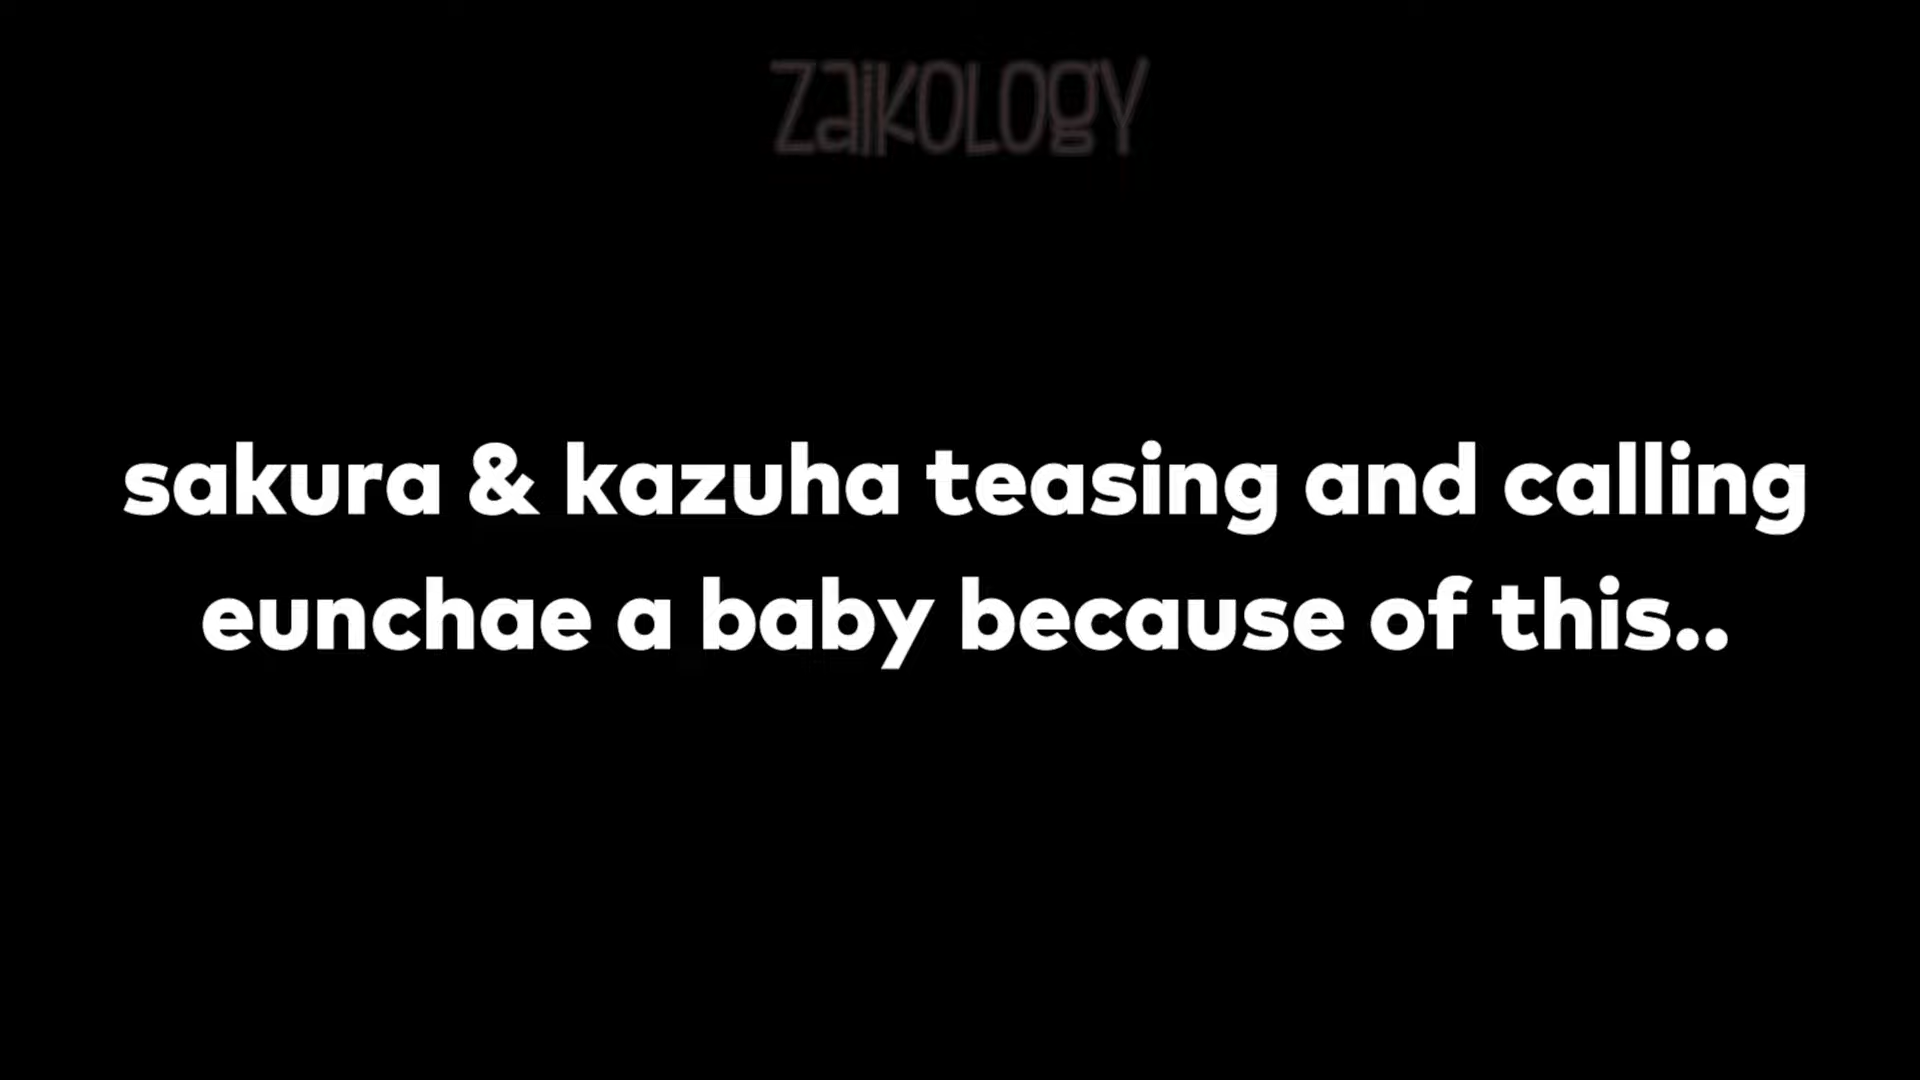 zaikology
sakura & kazuha teasing and calling
eunchae a baby because of this..